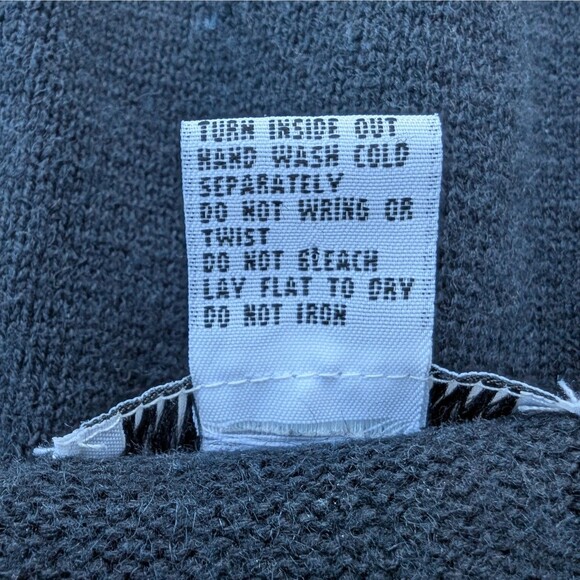 TURN INSIDE OUT
HAND WASH COLD
SEPARATELY
DO NOT WRING OR
TWIST
DO NOT BLEACH
LAY FLAT TO DRY
DO NOT IRON